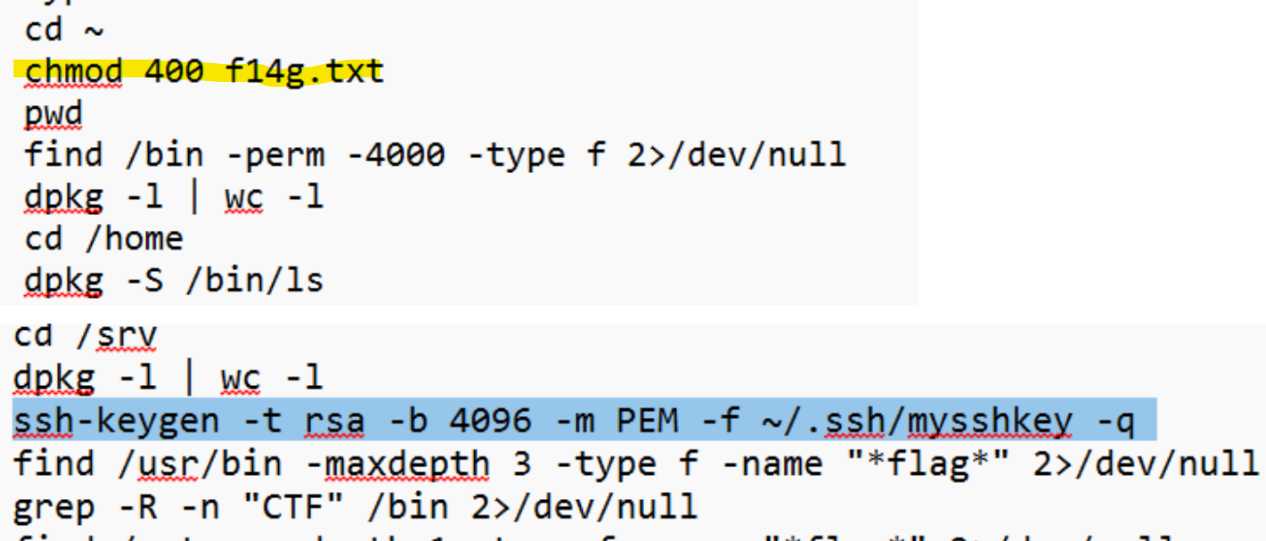 cd ~
chmod 400 f14g.txt
pwd
find /bin -perm -4000 -type f 2>/dev/null
dpkg -l | wc -l
cd /home
dpkg -S /bin/ls
cd /srv
dpkg -l | wc -l
ssh-keygen -t rsa -b 4096 -m PEM -f ~/.ssh/mysshkey -q
find /usr/bin -maxdepth 3 -type f -name "*flag*" 2>/dev/null
grep -R -n "CTF" /bin 2>/dev/null